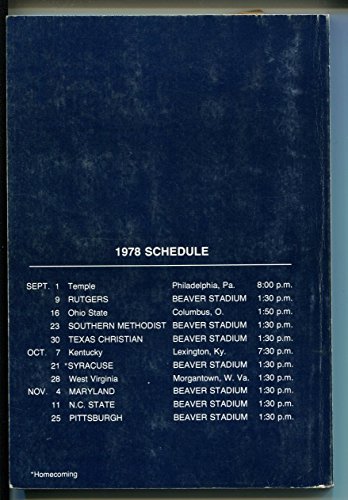 1978 SCHEDULE
SEPT. 1 Temple Philadelphia, Pa. 8:00 p.m.
9 RUTGERS BEAVER STADIUM 1:30 p.m.
16 Ohio State Columbus, O. 1:50 p.m.
23 SOUTHERN METHODIST BEAVER STADIUM 1:30 p.m.
30 TEXAS CHRISTIAN BEAVER STADIUM 1:30 p.m.
OCT. 7 Kentucky Lexington, Ky. 7:30 p.m.
21 *SYRACUSE BEAVER STADIUM 1:30 p.m.
28 West Virginia Morgantown, W. Va. 1:30 p.m.
NOV. 4 MARYLAND BEAVER STADIUM 1:30 p.m.
11 N.C. STATE BEAVER STADIUM 1:30 p.m.
25 PITTSBURGH BEAVER STADIUM 1:30 p.m.
*Homecoming